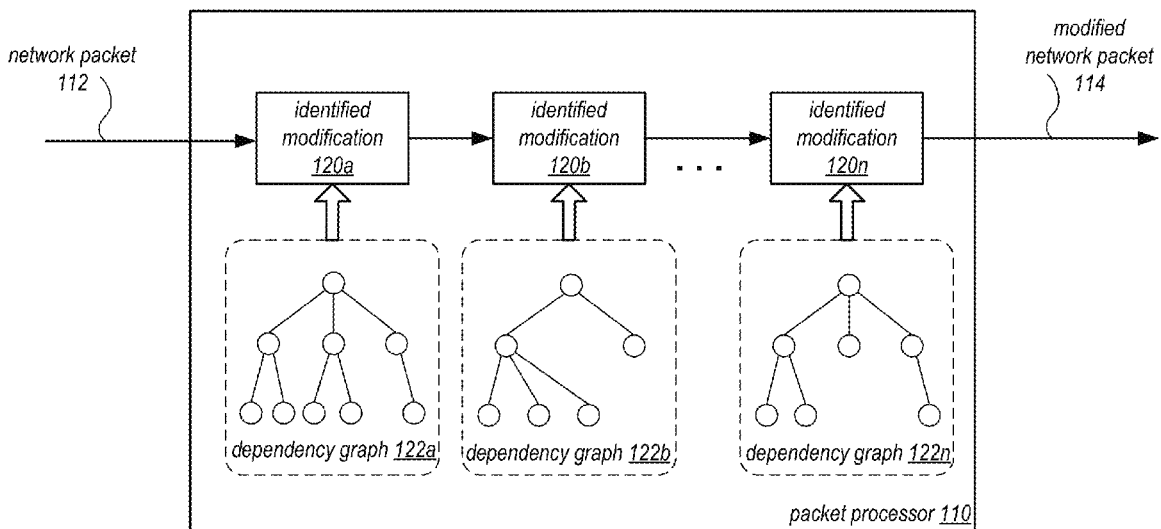 network packet
112
modified
network packet
114
identified
modification
120a
identified
modification
120b
. . .
identified
modification
120n
dependency graph 122a
dependency graph 122b
dependency graph 122n
packet processor 110